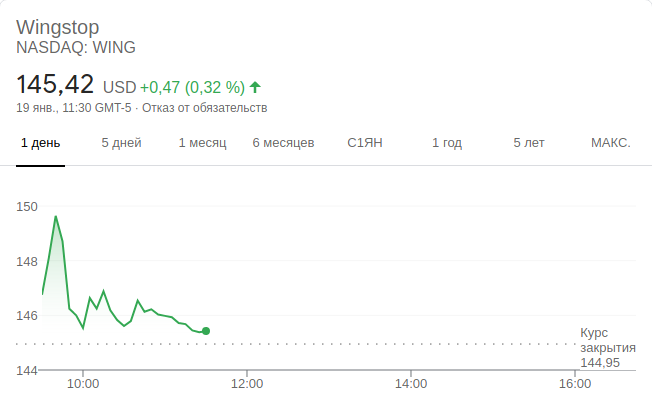 Wingstop
NASDAQ: WING
145,42 USD +0,47 (0,32 %)
19 янв., 11:30 GMT-5 · Отказ от обязательств
1 день 5 дней 1 месяц 6 месяцев С1ЯН 1 год 5 лет МАКС.
150
148
146
Курс
закрытия
144,95
144
10:00 12:00 14:00 16:00